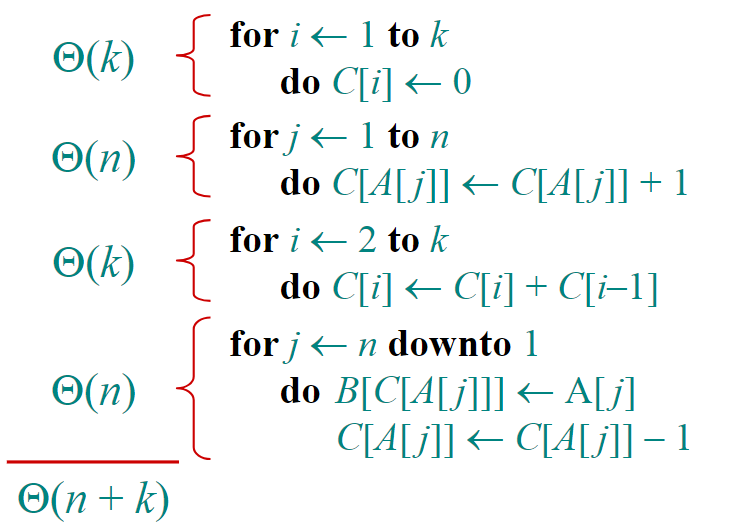 Θ(k)
for i ← 1 to k
do C[i] ← 0
Θ(n)
for j ← 1 to n
do C[A[j]] ← C[A[j]] + 1
Θ(k)
for i ← 2 to k
do C[i] ← C[i] + C[i–1]
Θ(n)
for j ← n downto 1
do B[C[A[j]]] ← A[j]
C[A[j]] ← C[A[j]] – 1
Θ(n + k)